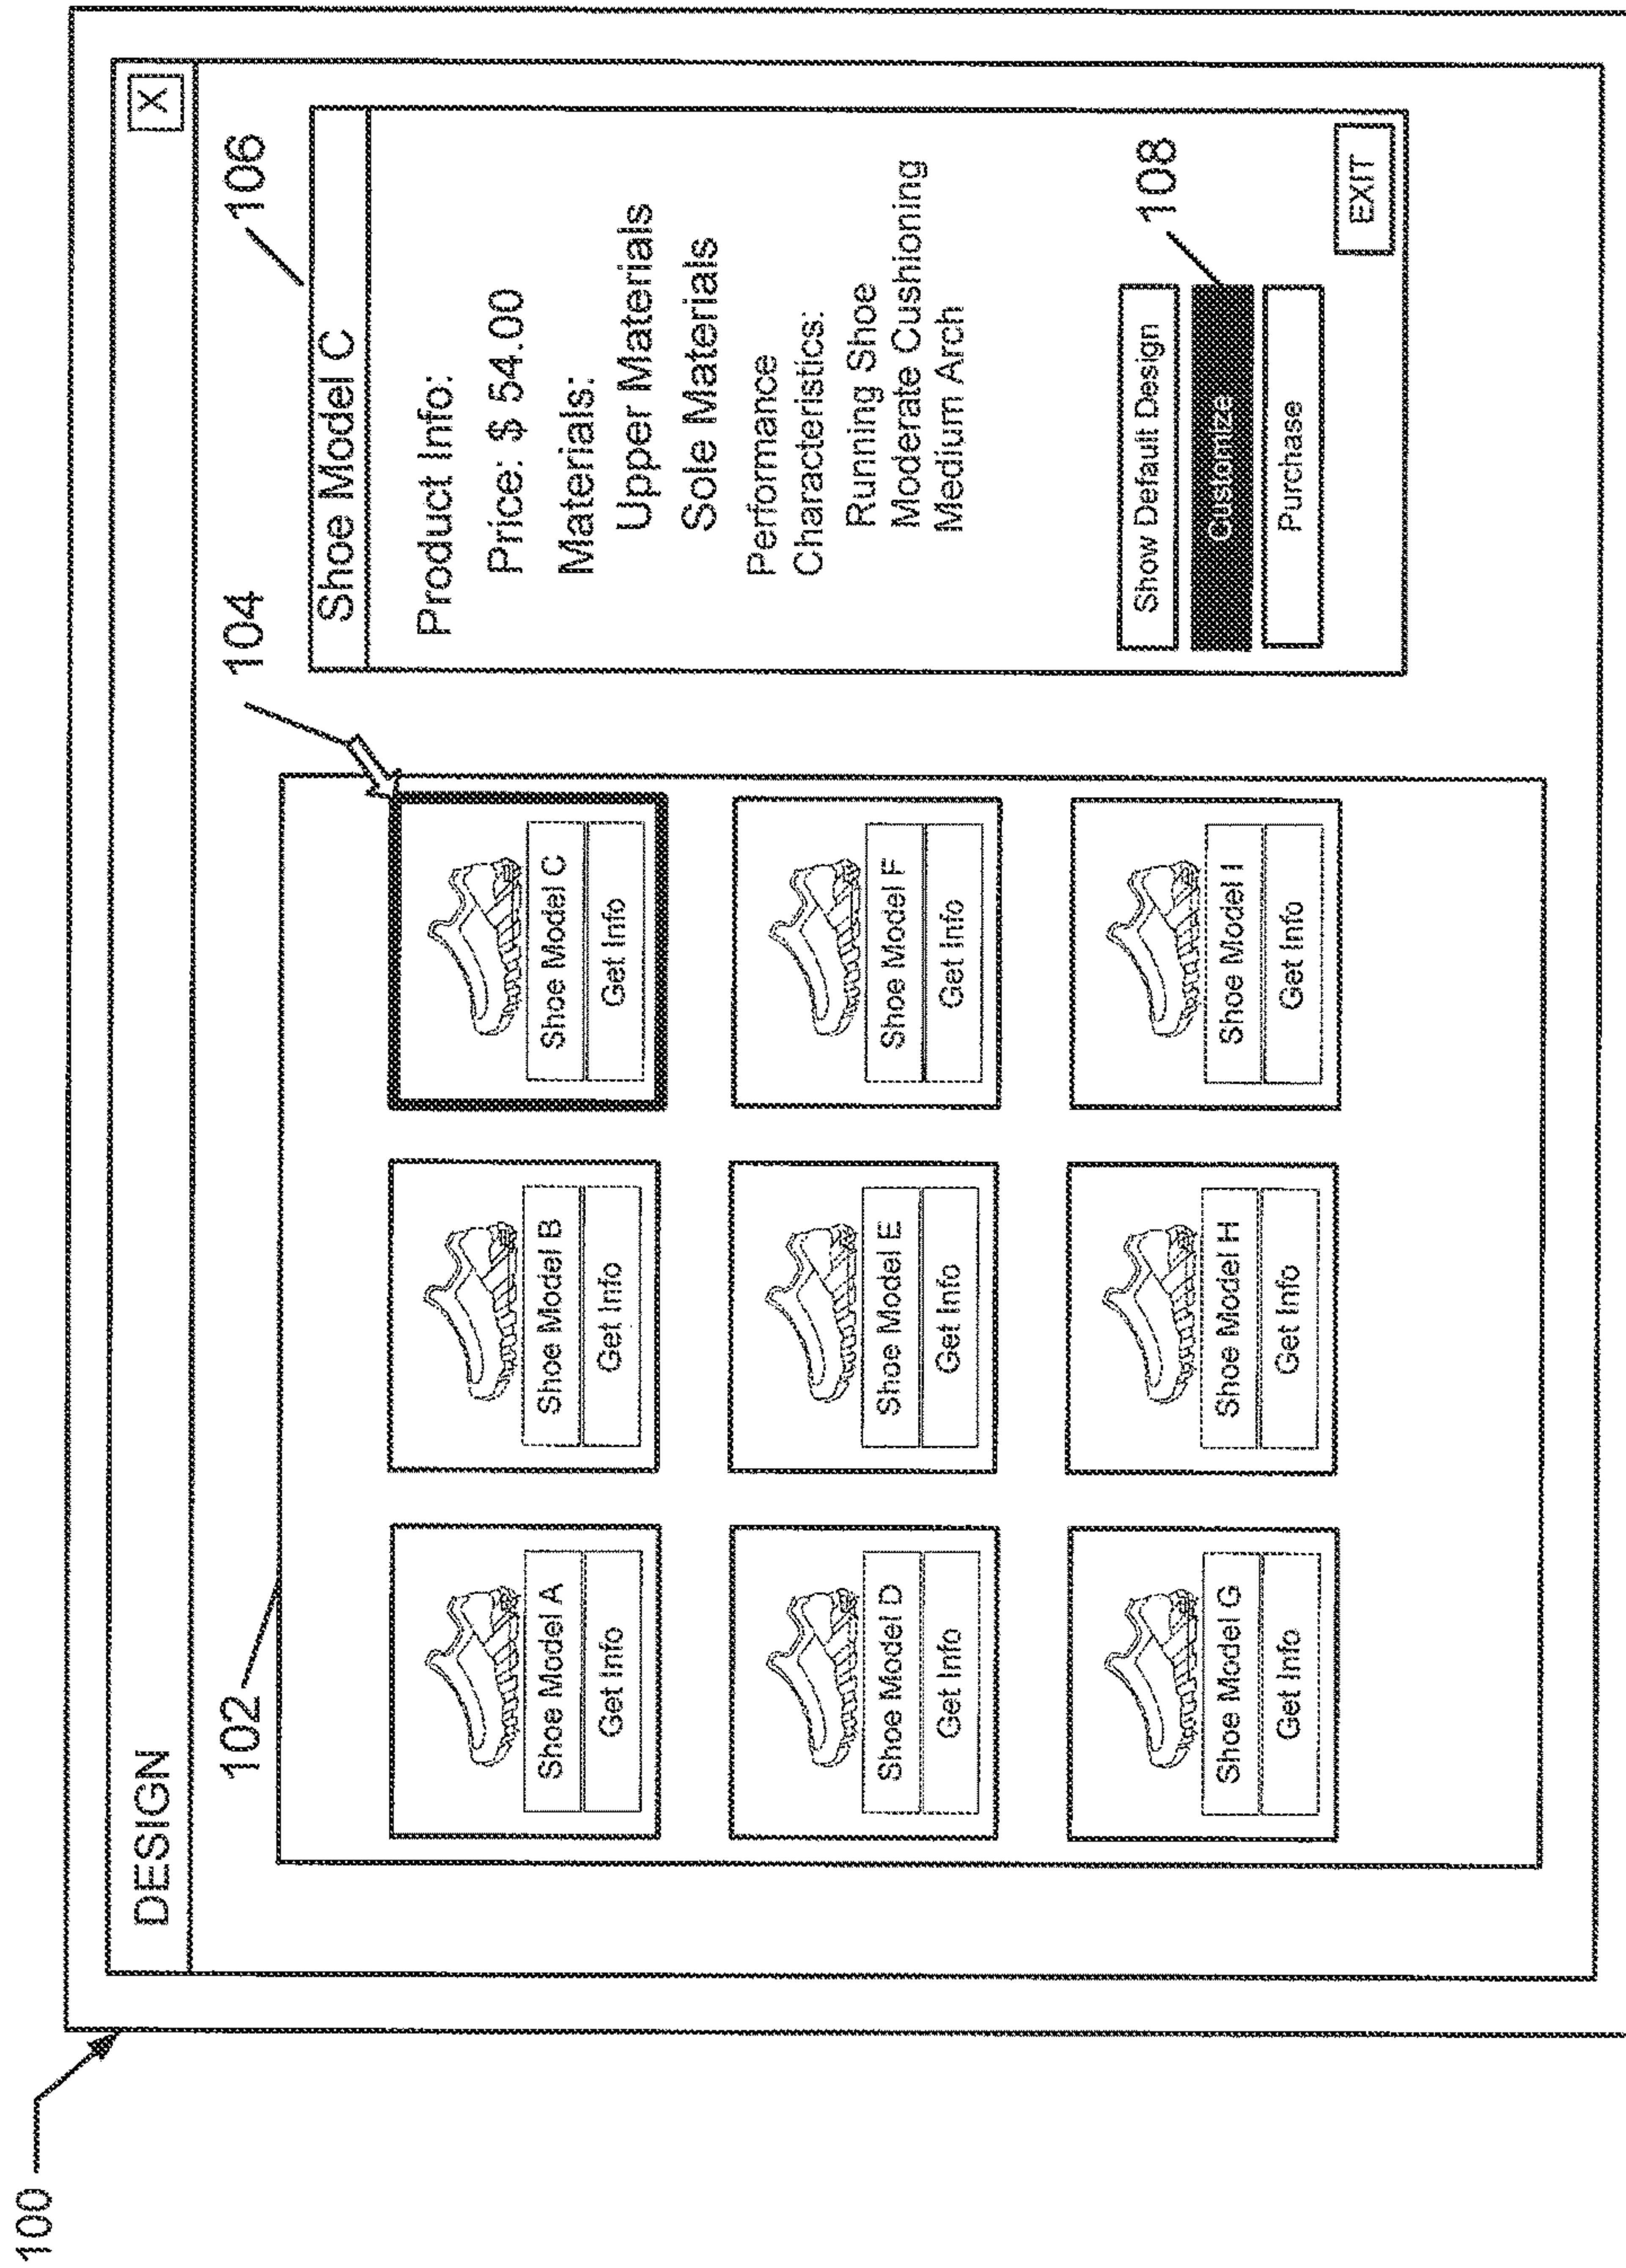 100
DESIGN
X
102
104
106
Shoe Model A
Get Info
Shoe Model B
Get Info
Shoe Model C
Get Info
Shoe Model D
Get Info
Shoe Model E
Get Info
Shoe Model F
Get Info
Shoe Model G
Get Info
Shoe Model H
Get Info
Shoe Model I
Get Info
Shoe Model C
Product Info:
Price: $ 54.00
Materials:
Upper Materials
Sole Materials
Performance
Characteristics:
Running Shoe
Moderate Cushioning
Medium Arch
108
Show Default Design
Customize
Purchase
EXIT